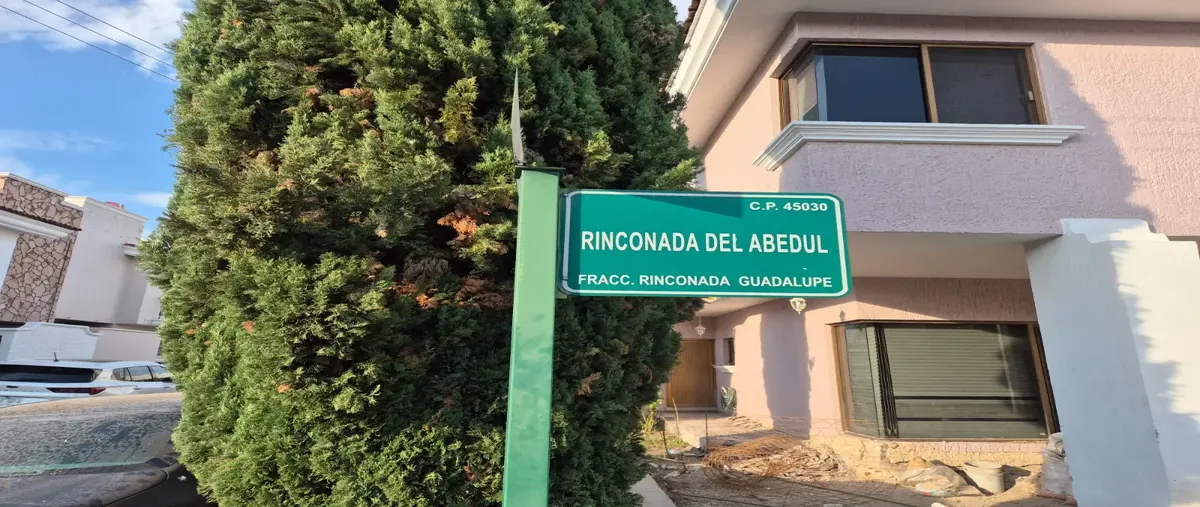 C.P. 45030
RINCONADA DEL ABEDUL
FRACC. RINCONADA GUADALUPE